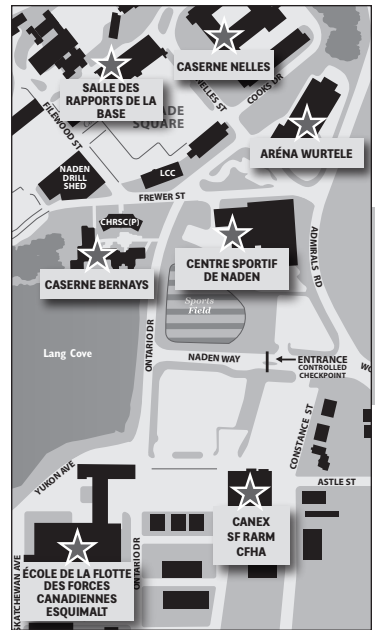 CASERNE NELLES
SALLE DES
RAPPORTS DE LA
BASE
SQUARE
NELLES ST
COOKS DR
FILEWOOD ST
ARÉNA WURTELE
NADEN
DRILL
SHED
LCC
FREWER ST
CHRSC(P)
CENTRE SPORTIF
DE NADEN
CASERNE BERNAYS
ADMIRALS RD
Sports
Field
Lang Cove
ONTARIO DR
NADEN WAY
ENTRANCE
CONTROLLED
CHECKPOINT
CONSTANCE ST
YUKON AVE
ASTLE ST
CANEX
SF RARM
CFHA
ONTARIO DR
SKATCHEWAN AVE
ÉCOLE DE LA FLOTTE
DES FORCES
CANADIENNES
ESQUIMALT